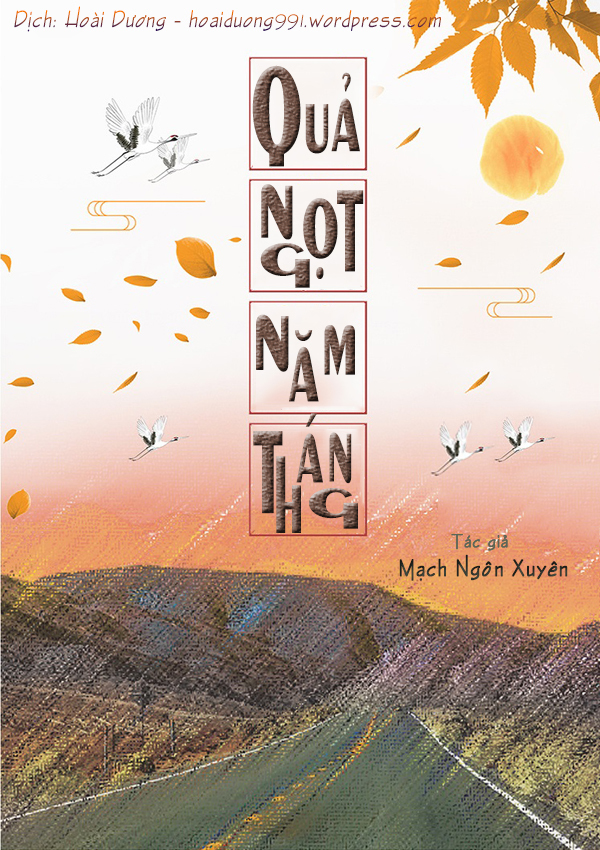 Dịch: Hoài Dương - hoaiduong991.wordpress.com
QUẢ
NGỌT
NĂM
THÁNG
Tác giả
Mạch Ngôn Xuyên